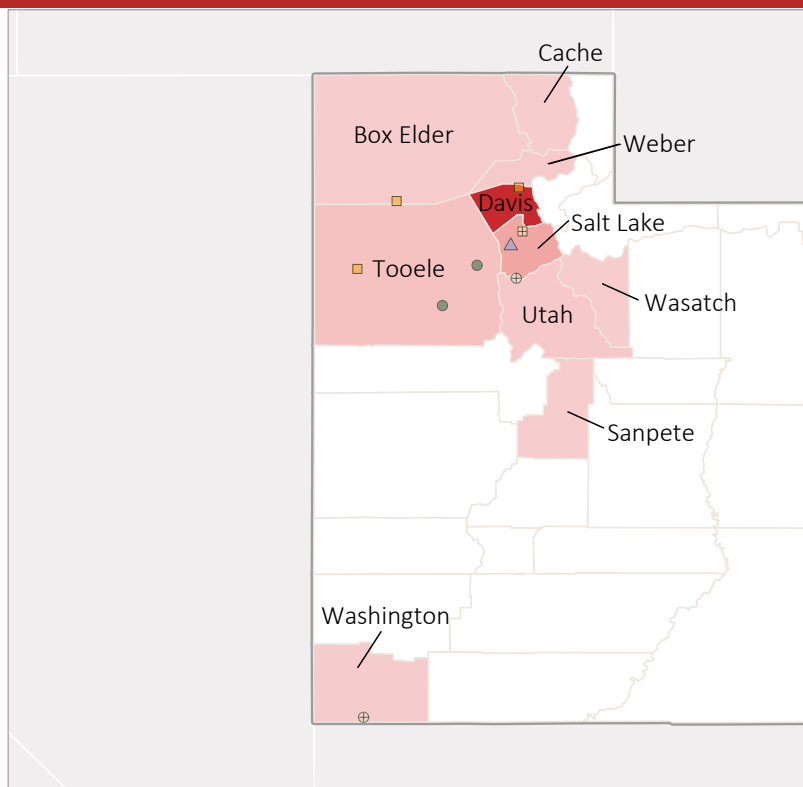 Cache
Box Elder
Weber
Davis
Salt Lake
Tooele
Wasatch
Utah
Sanpete
Washington